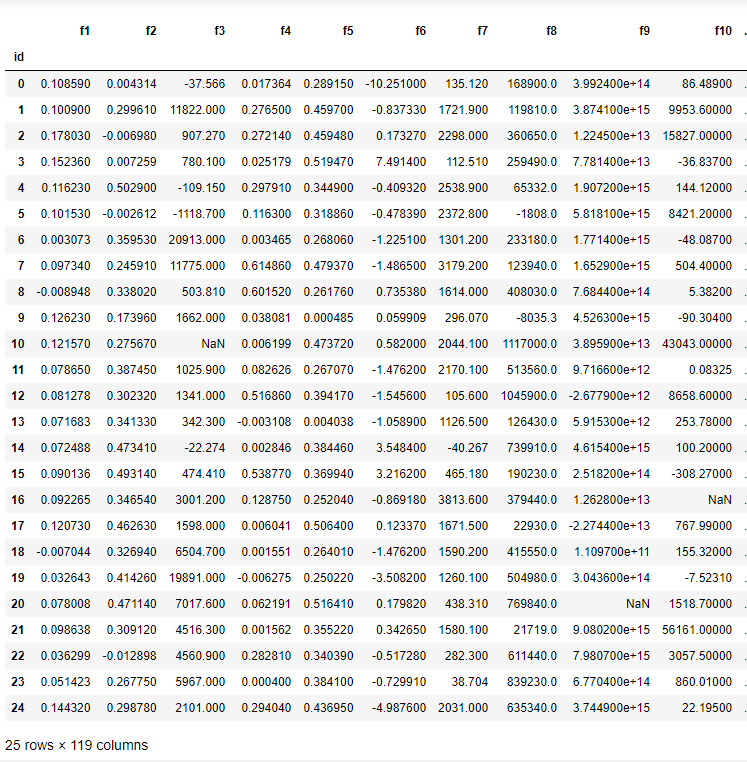 f1 f2 f3 f4 f5 f6 f7 f8 f9 f10 .
id
0 0.108590 0.004314 -37.566 0.017364 0.289150 -10.251000 135.120 168900.0 3.992400e+14 86.48900 .
1 0.100900 0.299610 11822.000 0.276500 0.459700 -0.837330 1721.900 119810.0 3.874100e+15 9953.60000 .
2 0.178030 -0.006980 907.270 0.272140 0.459480 0.173270 2298.000 360650.0 1.224500e+13 15827.00000 .
3 0.152360 0.007259 780.100 0.025179 0.519470 7.491400 112.510 259490.0 7.781400e+13 -36.83700 .
4 0.116230 0.502900 -109.150 0.297910 0.344900 -0.409320 2538.900 65332.0 1.907200e+15 144.12000 .
5 0.101530 -0.002612 -1118.700 0.116300 0.318860 -0.478390 2372.800 -1808.0 5.818100e+15 8421.20000 .
6 0.003073 0.359530 20913.000 0.003465 0.268060 -1.225100 1301.200 233180.0 1.771400e+15 -48.08700 .
7 0.097340 0.245910 11775.000 0.614860 0.479370 -1.486500 3179.200 123940.0 1.652900e+15 504.40000 .
8 -0.008948 0.338020 503.810 0.601520 0.261760 0.735380 1614.000 408030.0 7.684400e+14 5.38200 .
9 0.126230 0.173960 1662.000 0.038081 0.000485 0.059909 296.070 -8035.3 4.526300e+15 -90.30400 .
10 0.121570 0.275670 NaN 0.006199 0.473720 0.582000 2044.100 1117000.0 3.895900e+13 43043.00000 .
11 0.078650 0.387450 1025.900 0.082626 0.267070 -1.476200 2170.100 513560.0 9.716600e+12 0.08325 .
12 0.081278 0.302320 1341.000 0.516860 0.394170 -1.545600 105.600 1045900.0 -2.677900e+12 8658.60000 .
13 0.071683 0.341330 342.300 -0.003108 0.004038 -1.058900 1126.500 126430.0 5.915300e+12 253.78000 .
14 0.072488 0.473410 -22.274 0.002846 0.384460 3.548400 -40.267 739910.0 4.615400e+15 100.20000 .
15 0.090136 0.493140 474.410 0.538770 0.369940 3.216200 465.180 190230.0 2.518200e+14 -308.27000 .
16 0.092265 0.346540 3001.200 0.128750 0.252040 -0.869180 3813.600 379440.0 1.262800e+13 NaN .
17 0.120730 0.462630 1598.000 0.006041 0.506400 0.123370 1671.500 22930.0 -2.274400e+13 767.99000 .
18 -0.007044 0.326940 6504.700 0.001551 0.264010 -1.476200 1590.200 415550.0 1.109700e+11 155.32000 .
19 0.032643 0.414260 19891.000 -0.006275 0.250220 -3.508200 1260.100 504980.0 3.043600e+14 -7.52310 .
20 0.078008 0.471140 7017.600 0.062191 0.516410 0.179820 438.310 769840.0 NaN 1518.70000 .
21 0.098638 0.309120 4516.300 0.001562 0.355220 0.342650 1580.100 21719.0 9.080200e+15 56161.00000 .
22 0.036299 -0.012898 4560.900 0.282810 0.340390 -0.517280 282.300 611440.0 7.980700e+15 3057.50000 .
23 0.051423 0.267750 5967.000 0.000400 0.384100 -0.729910 38.704 839230.0 6.770400e+14 860.01000 .
24 0.144320 0.298780 2101.000 0.294040 0.436950 -4.987600 2031.000 635340.0 3.744900e+15 22.19500 .
25 rows × 119 columns